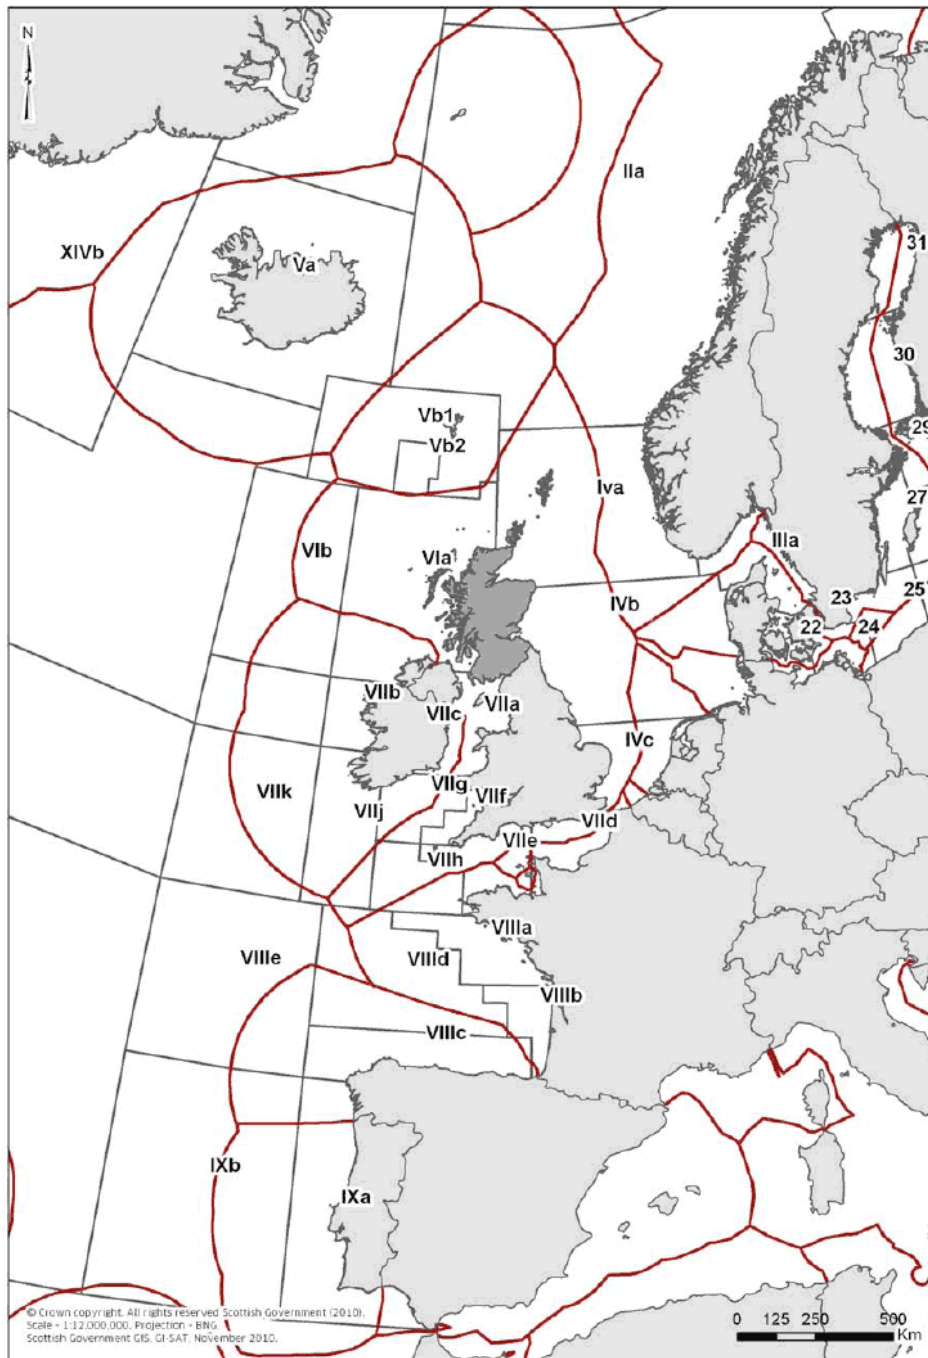 N
IIa
XIVb
Va
31
30
Vb1
29
Vb2
Iva
27
VIb
VIa
IIIa
25
23
IVb
22
24
VIIb
VIIa
VIIc
IVc
VIIg
VIIk
VIIf
VIIj
VIId
VIIe
VIIh
VIIIa
VIIIe
VIIId
VIIIb
VIIIc
IXb
IXa
© Crown copyright. All rights reserved Scottish Government (2010).
Scale - 1:12,000,000. Projection - BNG.
Scottish Government GIS, GI-SAT, November 2010.
0 125 250 500
Km